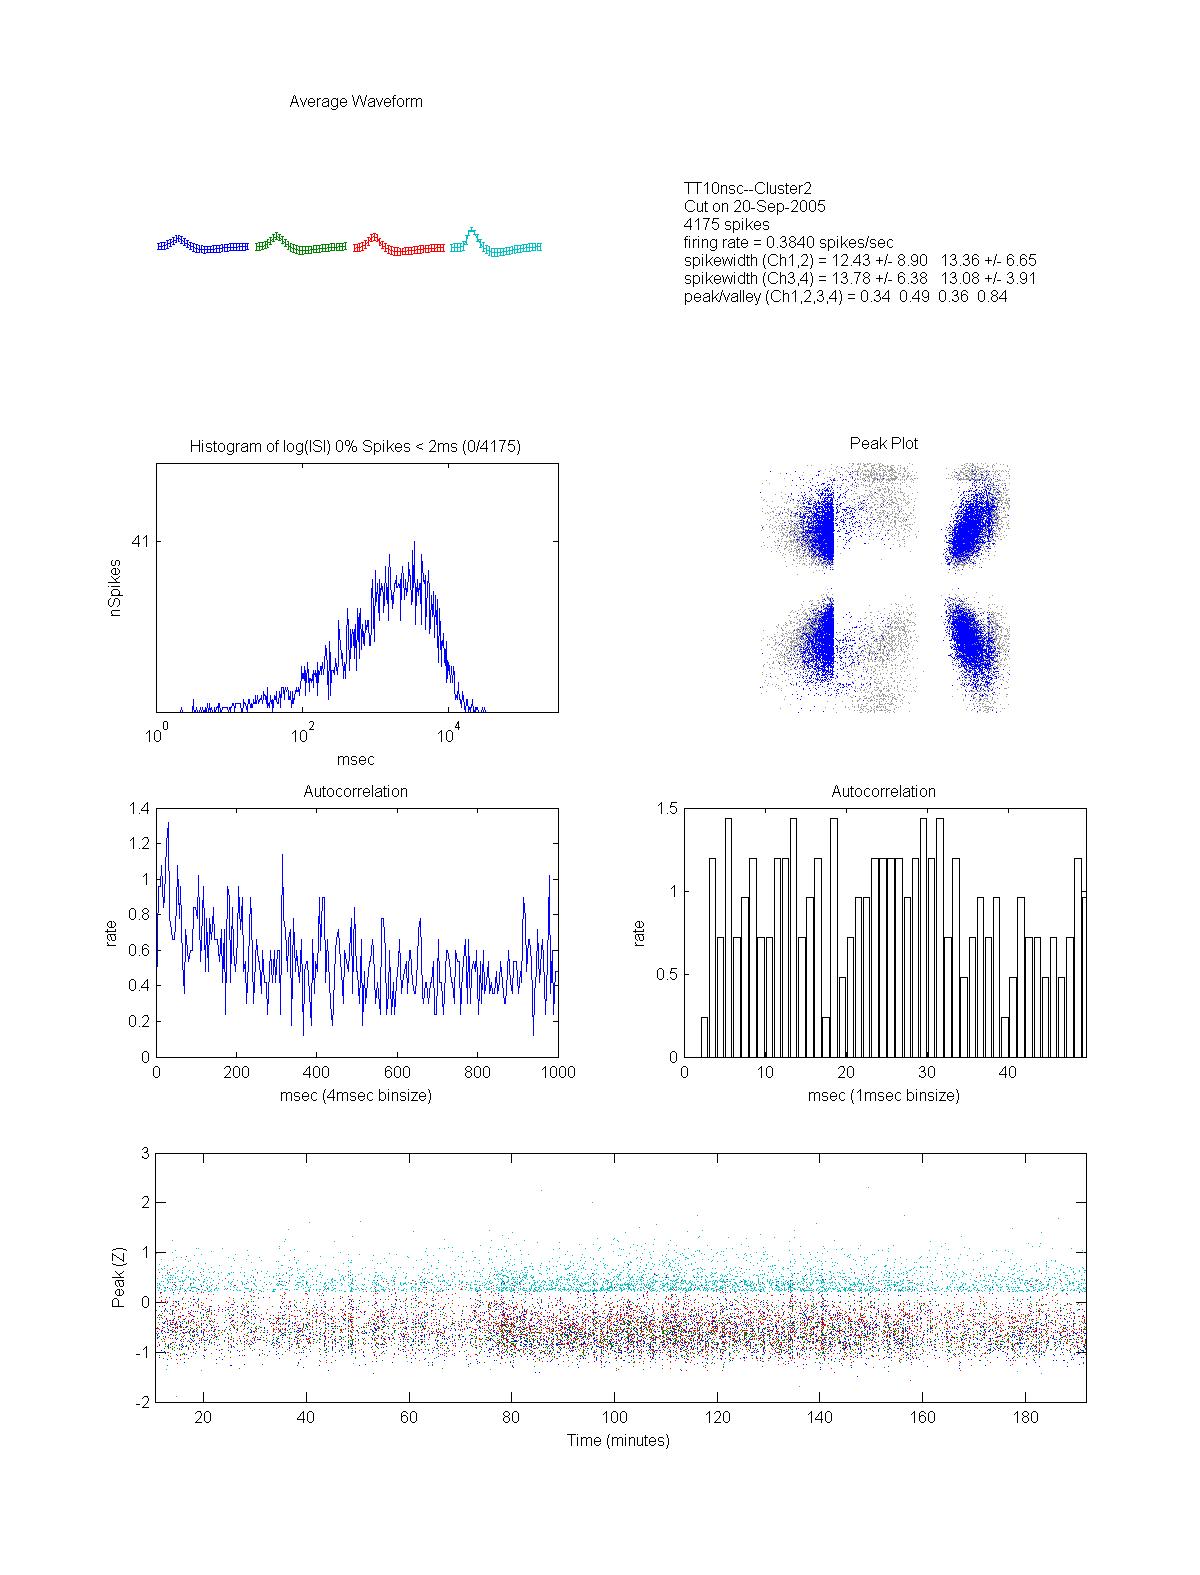 Average Waveform
TT10nsc--Cluster2
Cut on 20-Sep-2005
4175 spikes
firing rate = 0.3840 spikes/sec
spikewidth (Ch1,2) = 12.43 +/- 8.90   13.36 +/- 6.65
spikewidth (Ch3,4) = 13.78 +/- 6.38   13.08 +/- 3.91
peak/valley (Ch1,2,3,4) = 0.34  0.49  0.36  0.84
Histogram of log(ISI) 0% Spikes < 2ms (0/4175)
41
nSpikes
10^0 10^2 10^4
msec
Peak Plot
Autocorrelation
1.4
1.2
1
0.8
0.6
0.4
0.2
0
rate
0 200 400 600 800 1000
msec (4msec binsize)
Autocorrelation
1.5
1
0.5
0
rate
0 10 20 30 40
msec (1msec binsize)
3
2
1
0
-1
-2
Peak (Z)
20 40 60 80 100 120 140 160 180
Time (minutes)